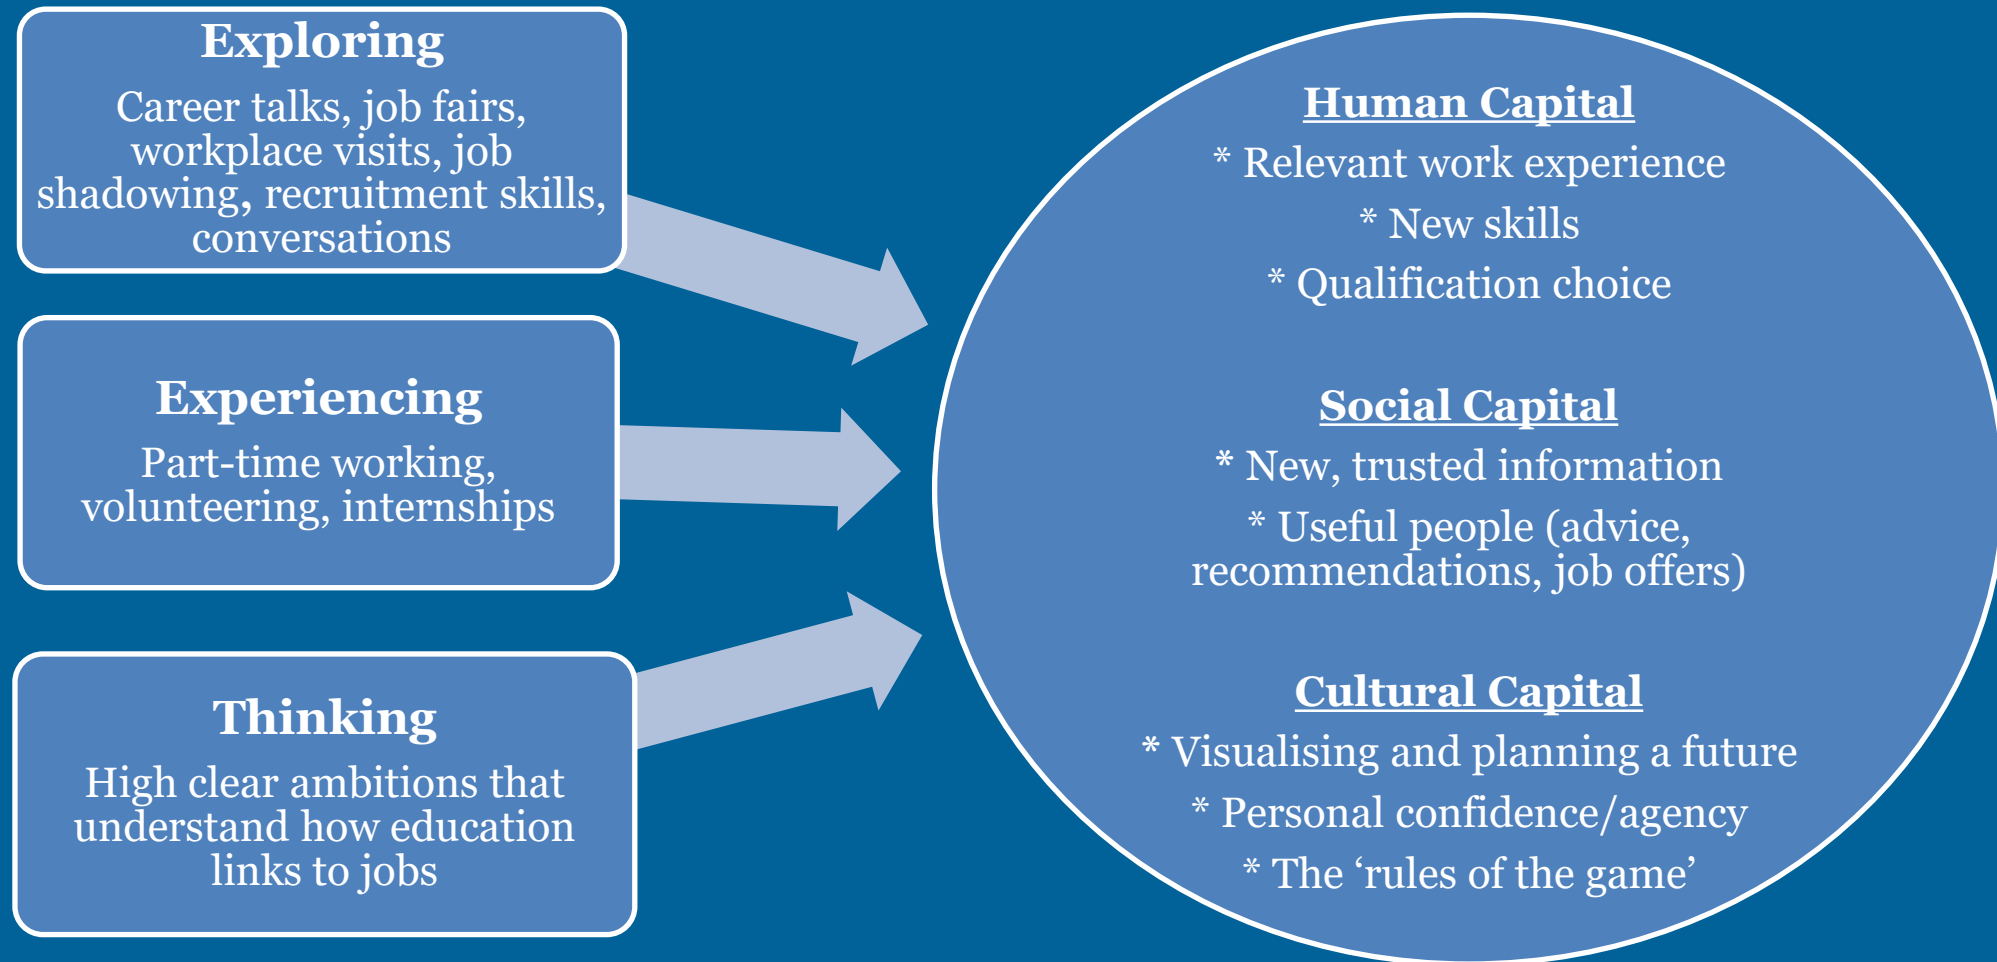 Exploring
Career talks, job fairs,
workplace visits, job
shadowing, recruitment skills,
conversations
Experiencing
Part-time working,
volunteering, internships
Thinking
High clear ambitions that
understand how education
links to jobs
Human Capital
* Relevant work experience
* New skills
* Qualification choice
Social Capital
* New, trusted information
* Useful people (advice,
recommendations, job offers)
Cultural Capital
* Visualising and planning a future
* Personal confidence/agency
* The ‘rules of the game’